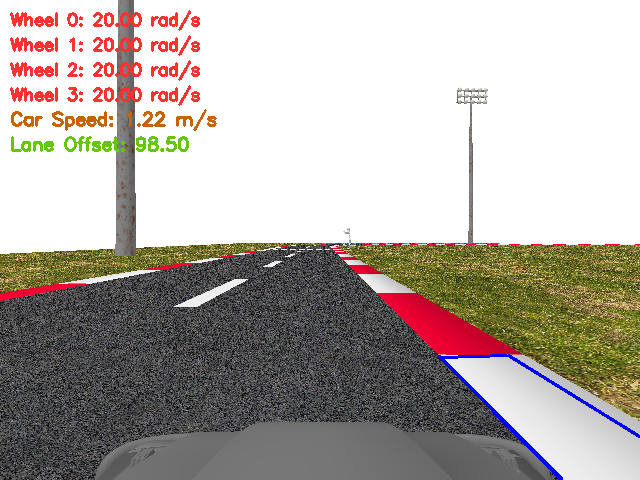 Wheel 0: 20.00 rad/s
Wheel 1: 20.00 rad/s
Wheel 2: 20.00 rad/s
Wheel 3: 20.00 rad/s
Car Speed: 1.22 m/s
Lane Offset: 98.50